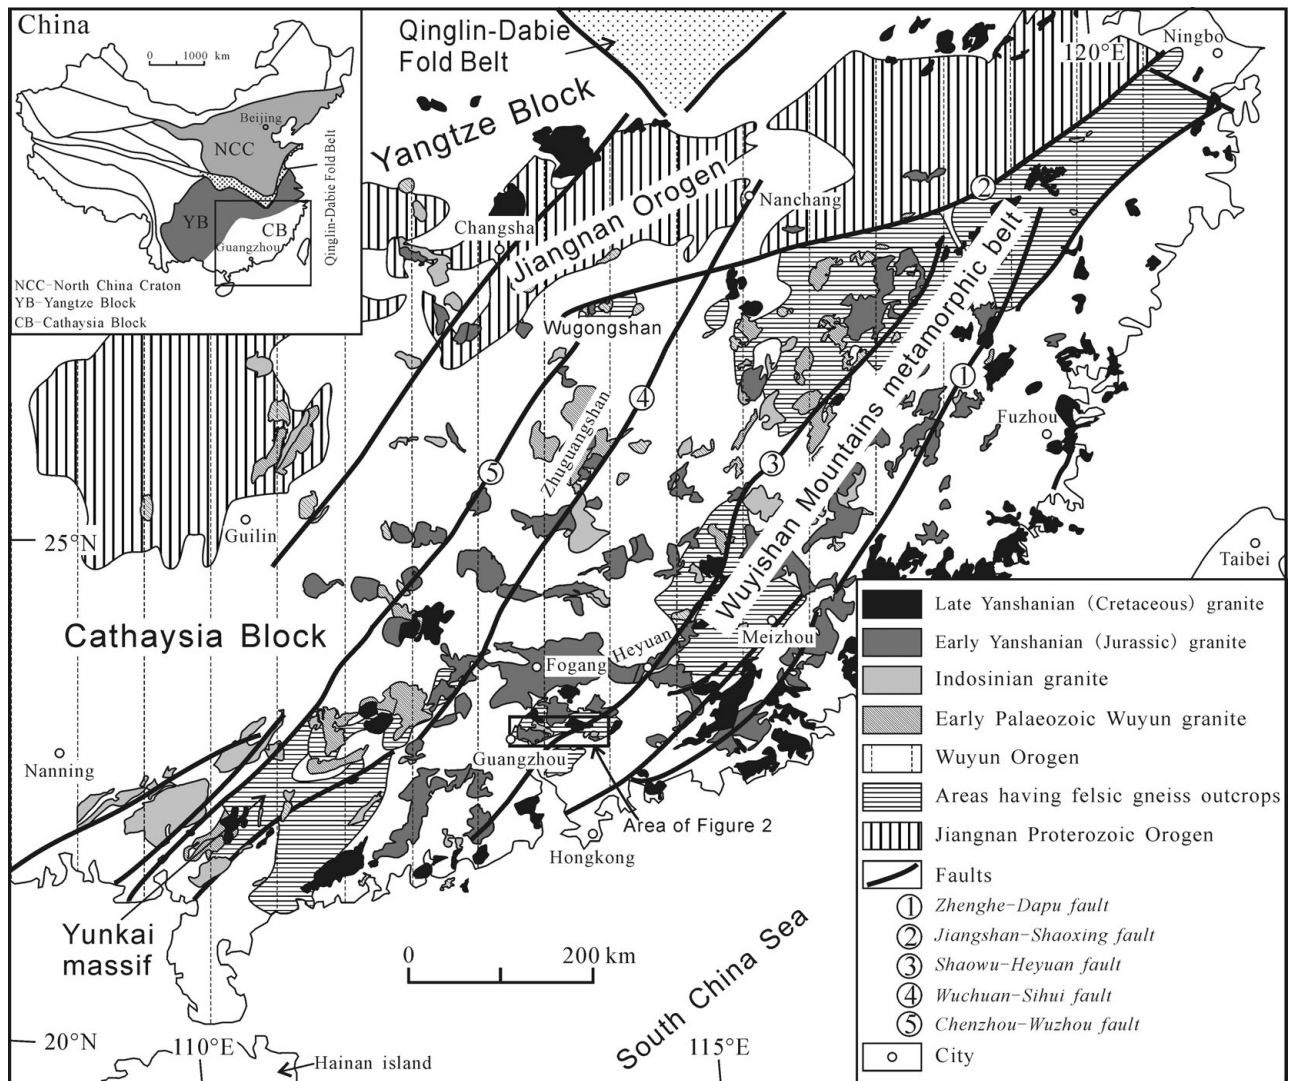 China
0 1000 km
Beijing
NCC
YB
CB
Guangzhou
Qinglin-Dabie Fold Belt
NCC-North China Craton
YB-Yangtze Block
CB-Cathaysia Block
Qinglin-Dabie
Fold Belt
Yangtze Block
120°E
Ningbo
Jiangnan Orogen
Changsha
Nanchang
2
Wugongshan
Wuyishan Mountains metamorphic belt
1
4
Zhuguangshan
Fuzhou
3
5
Guilin
25°N
Taibei
Cathaysia Block
Meizhou
Heyuan
Fogang
Guangzhou
Nanning
Area of Figure 2
Hongkong
Yunkai
massif
0 200 km
South China Sea
20°N
110°E
115°E
Hainan island
Late Yanshanian (Cretaceous) granite
Early Yanshanian (Jurassic) granite
Indosinian granite
Early Palaeozoic Wuyun granite
Wuyun Orogen
Areas having felsic gneiss outcrops
Jiangnan Proterozoic Orogen
Faults
1 Zhenghe-Dapu fault
2 Jiangshan-Shaoxing fault
3 Shaowu-Heyuan fault
4 Wuchuan-Sihui fault
5 Chenzhou-Wuzhou fault
City